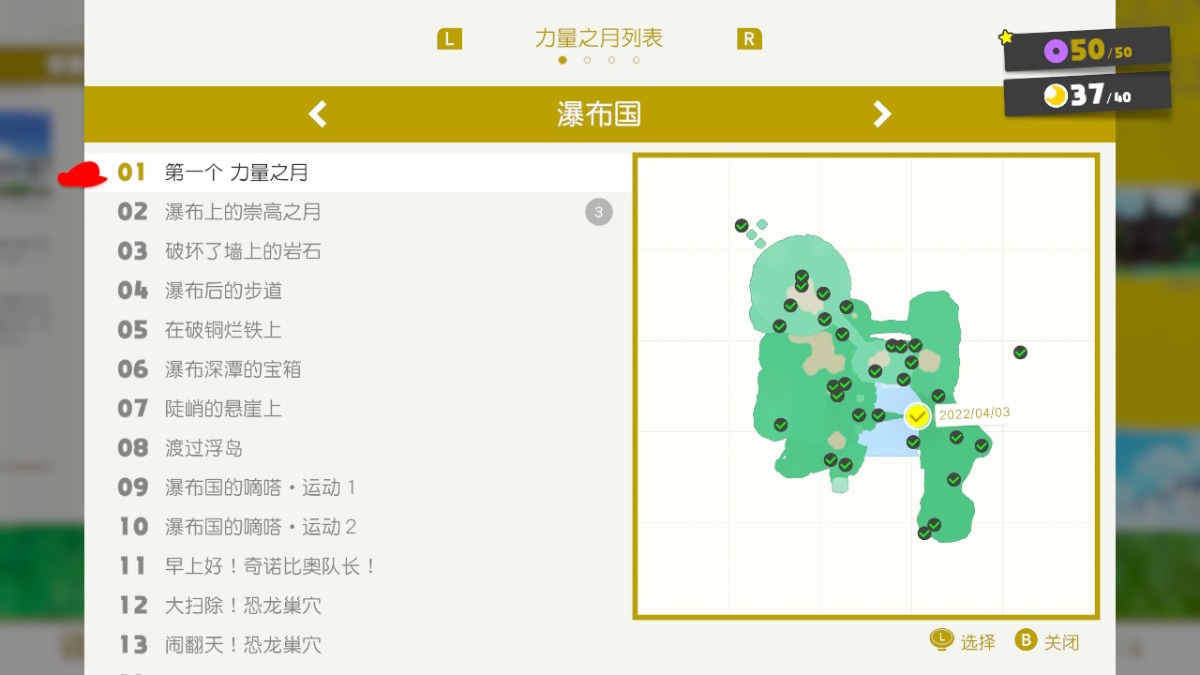 L 力量之月列表 R
50/50
37/40
瀑布国
01 第一个 力量之月
02 瀑布上的崇高之月 3
03 破坏了墙上的岩石
04 瀑布后的步道
05 在破铜烂铁上
06 瀑布深潭的宝箱
07 陡峭的悬崖上
08 渡过浮岛
09 瀑布国的嘀嗒・运动1
10 瀑布国的嘀嗒・运动2
11 早上好！奇诺比奥队长！
12 大扫除！恐龙巢穴
13 闹翻天！恐龙巢穴
2022/04/03
L 选择 B 关闭